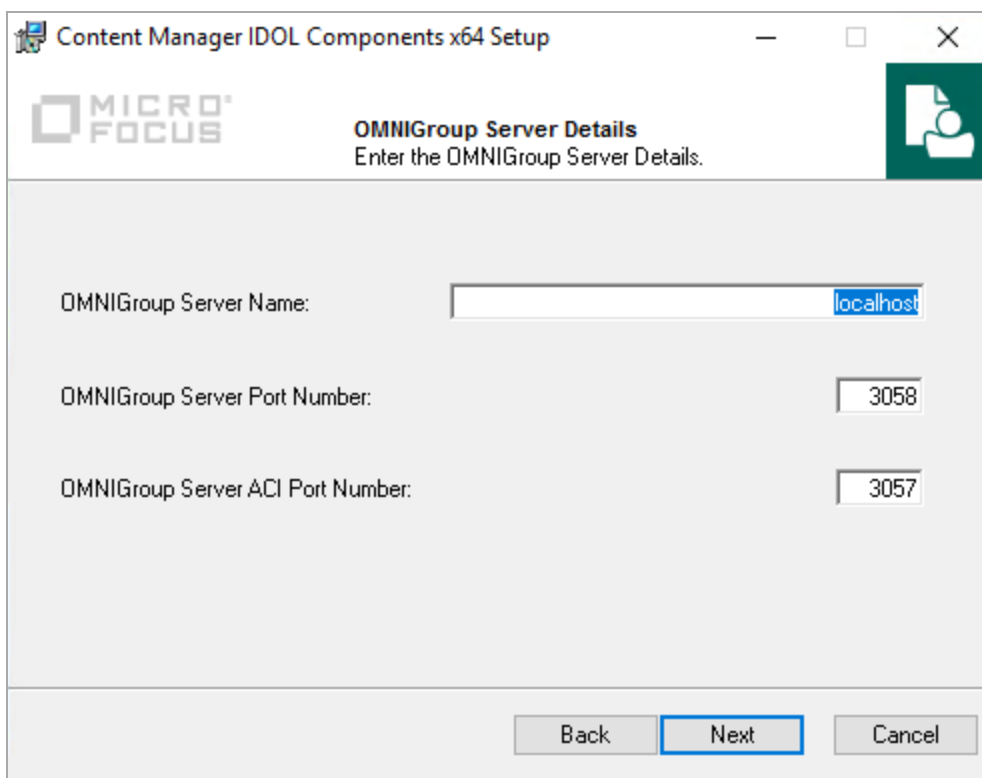 Content Manager IDOL Components x64 Setup
MICRO
FOCUS
OMNIGroup Server Details
Enter the OMNIGroup Server Details.
OMNIGroup Server Name: localhost
OMNIGroup Server Port Number: 3058
OMNIGroup Server ACI Port Number: 3057
Back Next Cancel